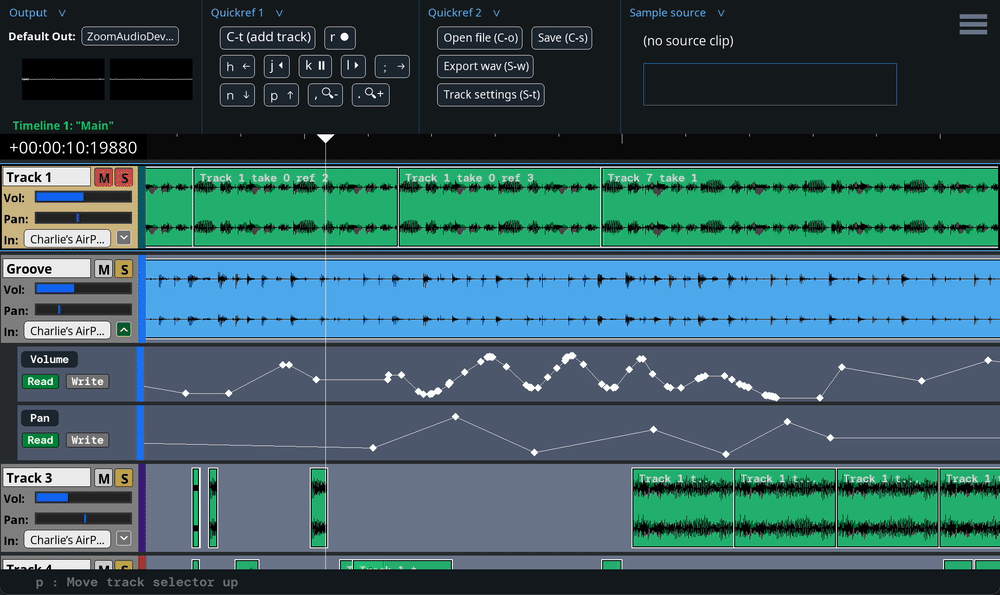 Output ∨
Default Out: ZoomAudioDev...
Quickref 1 ∨
C-t (add track) r ●
h ← j ⏴ k ⏸ l ⏵ ; →
n ↓ p ↑ , 🔍- . 🔍+
Quickref 2 ∨
Open file (C-o) Save (C-s)
Export wav (S-w)
Track settings (S-t)
Sample source ∨
(no source clip)
Timeline 1: "Main"
+00:00:10:19880
Track 1 M S
Vol:
Pan:
In: Charlie's AirP...
Track 1 take 0 ref 2
Track 1 take 0 ref 3
Track 7 take 1
Groove M S
Vol:
Pan:
In: Charlie's AirP...
Volume
Read Write
Pan
Read Write
Track 3 M S
Vol:
Pan:
In: Charlie's AirP...
Track 1 t...
Track 1 t...
Track 1 t...
Track 1 t
Track 4 M S
Track 1 t
p : Move track selector up